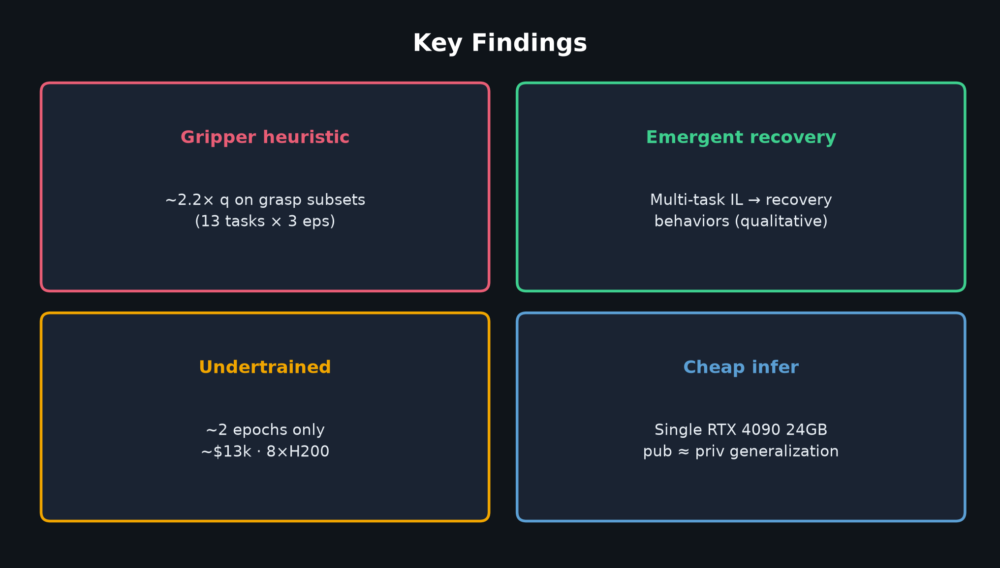 Key Findings
Gripper heuristic
~2.2× q on grasp subsets
(13 tasks × 3 eps)
Emergent recovery
Multi-task IL → recovery
behaviors (qualitative)
Undertrained
~2 epochs only
~$13k · 8×H200
Cheap infer
Single RTX 4090 24GB
pub ≈ priv generalization